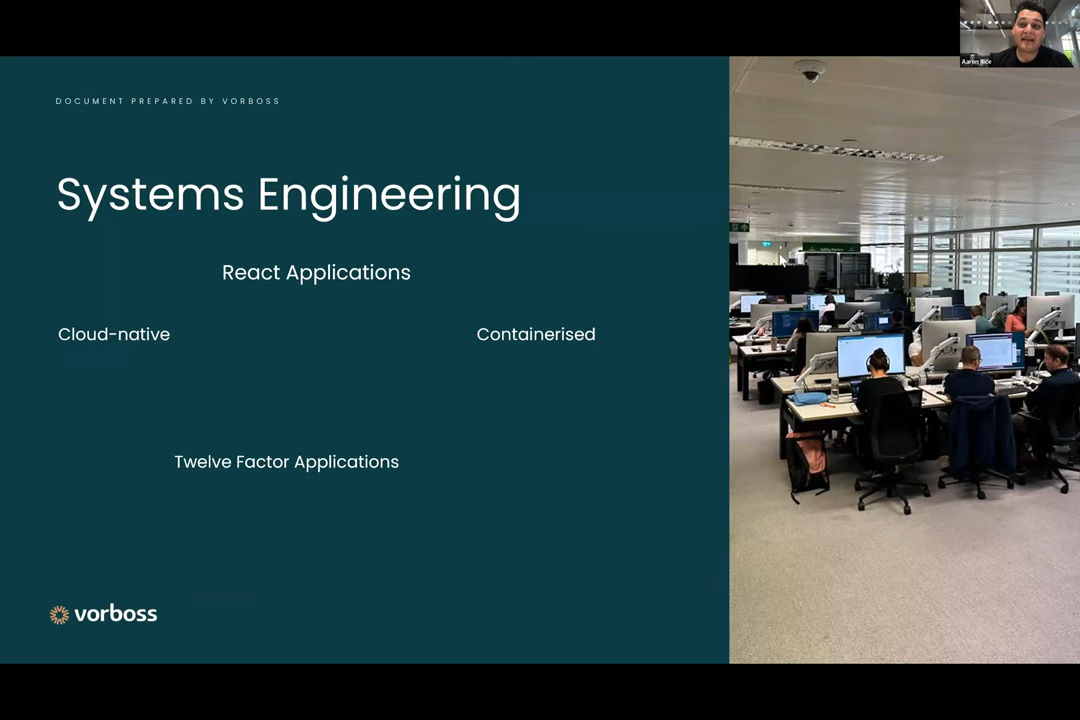 Aaron Rice
DOCUMENT PREPARED BY VORBOSS
Systems Engineering
React Applications
Cloud-native
Containerised
Twelve Factor Applications
vorboss